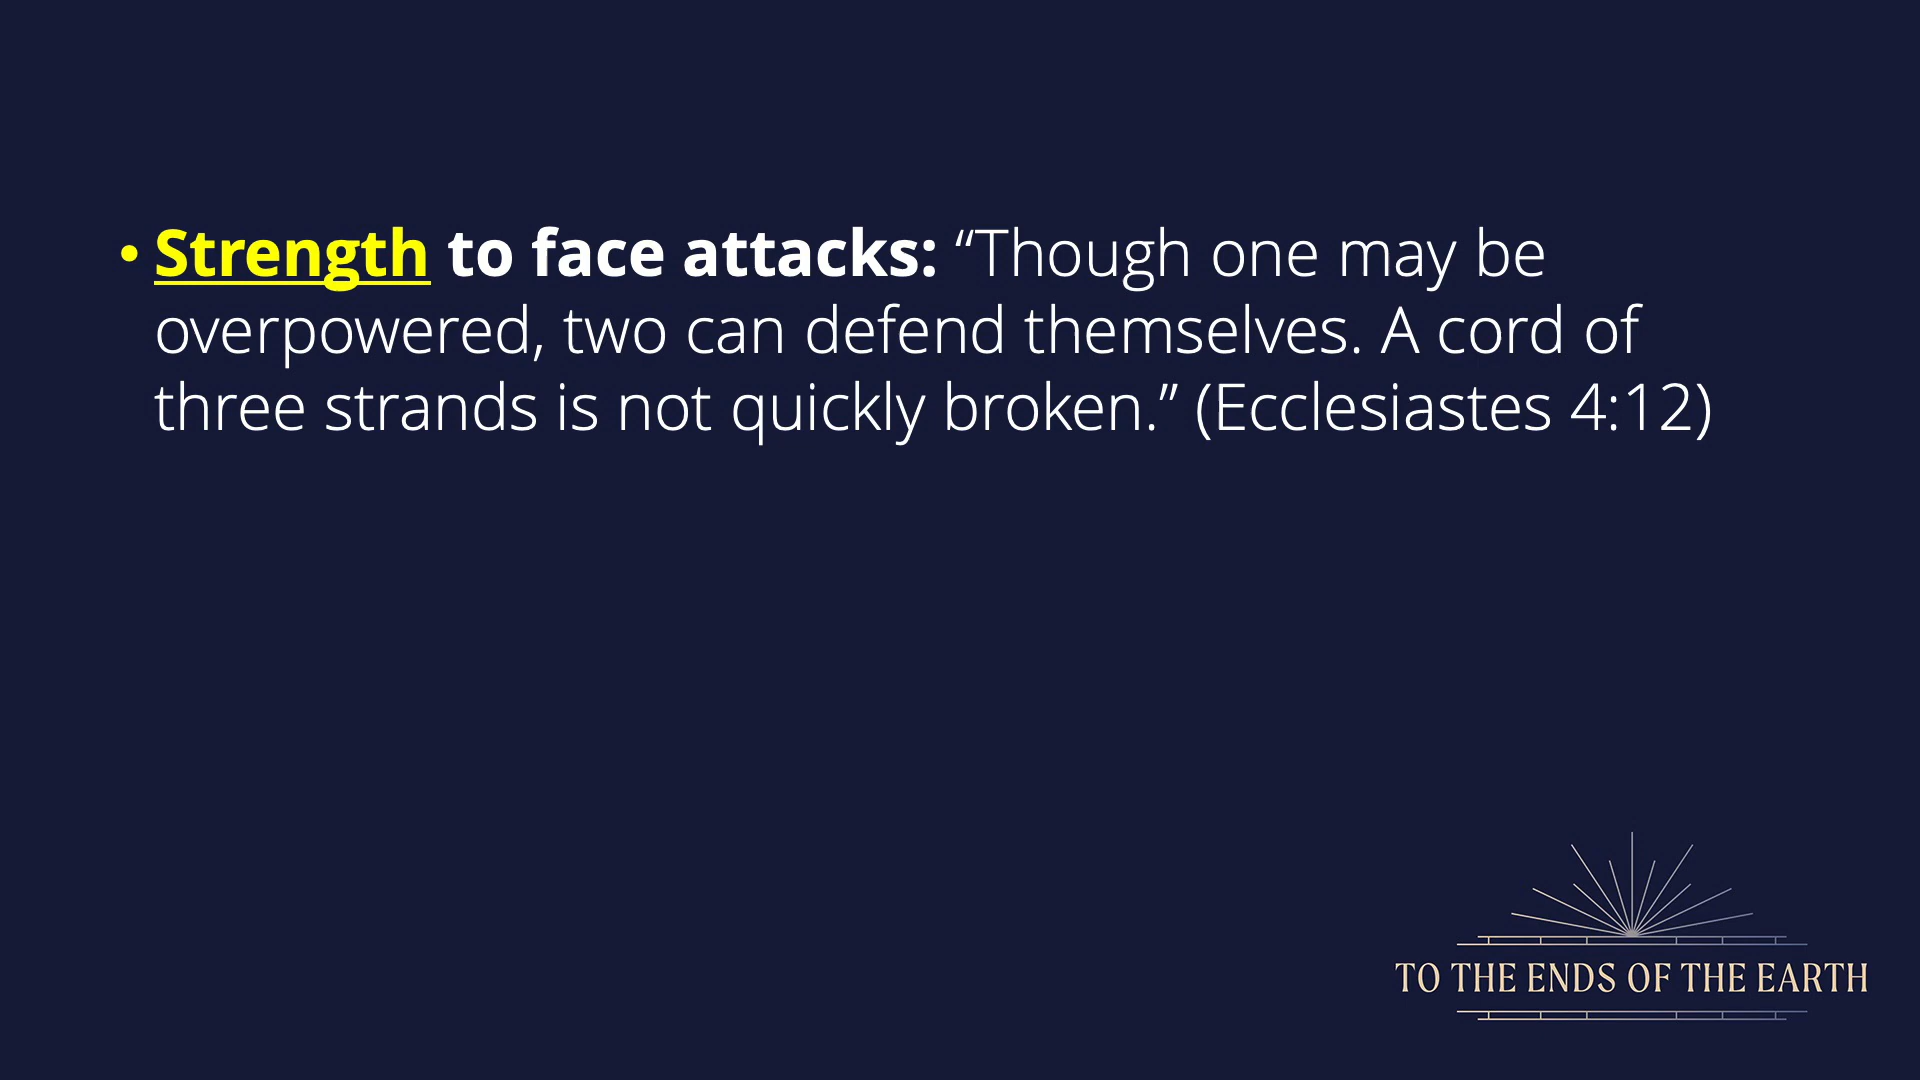 • Strength to face attacks: “Though one may be
overpowered, two can defend themselves. A cord of
three strands is not quickly broken.” (Ecclesiastes 4:12)
TO THE ENDS OF THE EARTH